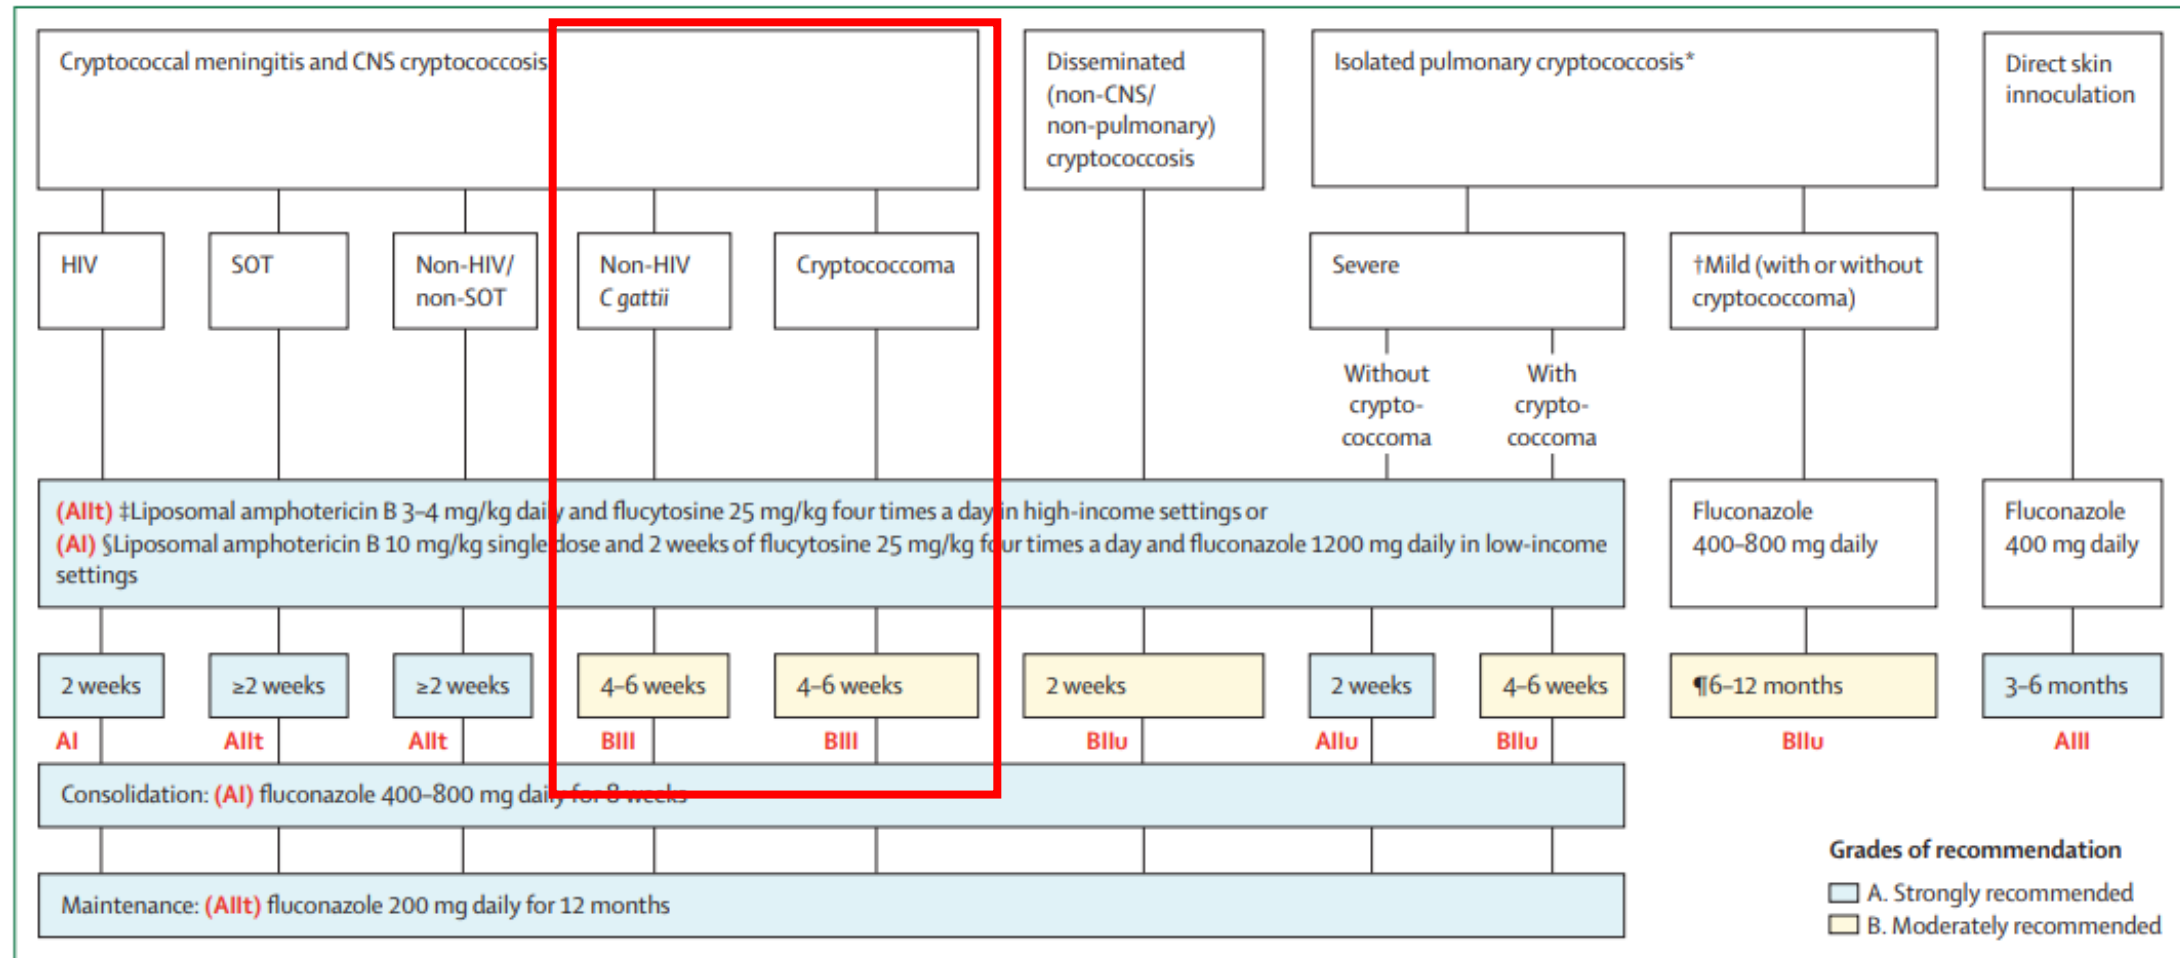 Cryptococcal meningitis and CNS cryptococcosis
Disseminated
(non-CNS/
non-pulmonary)
cryptococcosis
Isolated pulmonary cryptococcosis*
Direct skin
innoculation
HIV
SOT
Non-HIV/
non-SOT
Non-HIV
C gattii
Cryptococcoma
Severe
†Mild (with or without
cryptococcoma)
Without
crypto-
coccoma
With
crypto-
coccoma
(AIIt) ‡Liposomal amphotericin B 3–4 mg/kg daily and flucytosine 25 mg/kg four times a day in high-income settings or
(AI) §Liposomal amphotericin B 10 mg/kg single dose and 2 weeks of flucytosine 25 mg/kg four times a day and fluconazole 1200 mg daily in low-income
settings
Fluconazole
400–800 mg daily
Fluconazole
400 mg daily
2 weeks
≥2 weeks
≥2 weeks
4–6 weeks
4–6 weeks
2 weeks
2 weeks
4–6 weeks
¶6–12 months
3–6 months
AI
AIIt
AIIt
BIII
BIII
BIIu
AIIu
BIIu
BIIu
AIII
Consolidation: (AI) fluconazole 400–800 mg daily for 8 weeks
Maintenance: (AIIt) fluconazole 200 mg daily for 12 months
Grades of recommendation
A. Strongly recommended
B. Moderately recommended